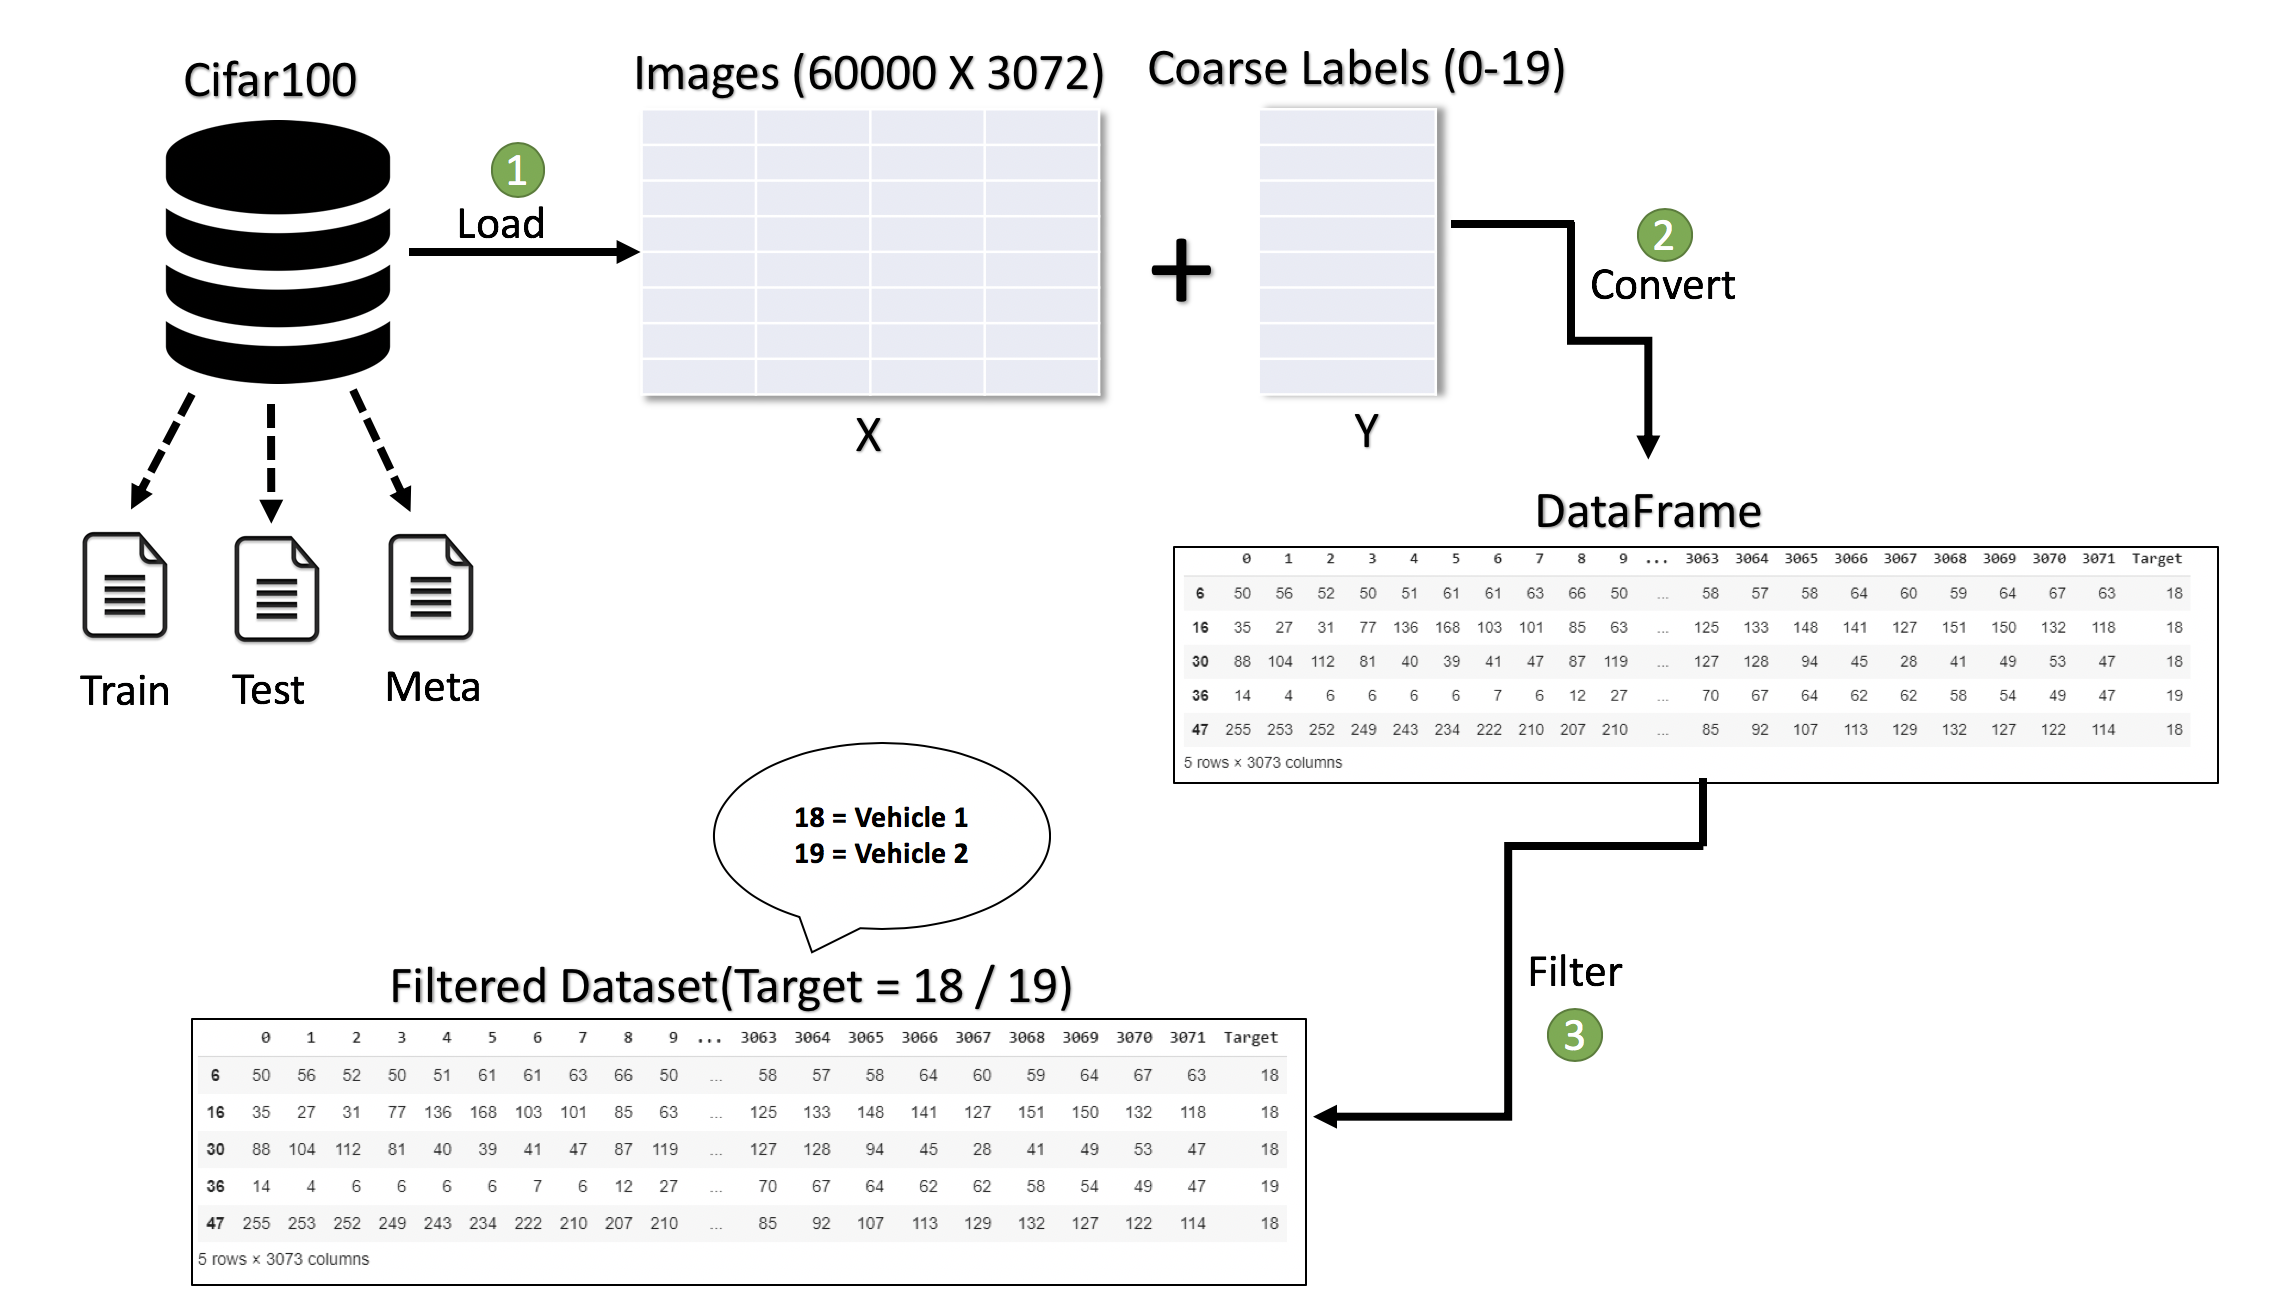 Cifar100
Images (60000 X 3072)
Coarse Labels (0-19)
1
Load
+
2
Convert
X
Y
Train
Test
Meta
DataFrame
0 1 2 3 4 5 6 7 8 9 ... 3063 3064 3065 3066 3067 3068 3069 3070 3071 Target
6 50 56 52 50 51 61 61 63 66 50 ... 58 57 58 64 60 59 64 67 63 18
16 35 27 31 77 136 168 103 101 85 63 ... 125 133 148 141 127 151 150 132 118 18
30 88 104 112 81 40 39 41 47 87 119 ... 127 128 94 45 28 41 49 53 47 18
36 14 4 6 6 6 6 7 6 12 27 ... 70 67 64 62 62 58 54 49 47 19
47 255 253 252 249 243 234 222 210 207 210 ... 85 92 107 113 129 132 127 122 114 18
5 rows × 3073 columns
18 = Vehicle 1
19 = Vehicle 2
Filter
3
Filtered Dataset(Target = 18 / 19)
0 1 2 3 4 5 6 7 8 9 ... 3063 3064 3065 3066 3067 3068 3069 3070 3071 Target
6 50 56 52 50 51 61 61 63 66 50 ... 58 57 58 64 60 59 64 67 63 18
16 35 27 31 77 136 168 103 101 85 63 ... 125 133 148 141 127 151 150 132 118 18
30 88 104 112 81 40 39 41 47 87 119 ... 127 128 94 45 28 41 49 53 47 18
36 14 4 6 6 6 6 7 6 12 27 ... 70 67 64 62 62 58 54 49 47 19
47 255 253 252 249 243 234 222 210 207 210 ... 85 92 107 113 129 132 127 122 114 18
5 rows × 3073 columns